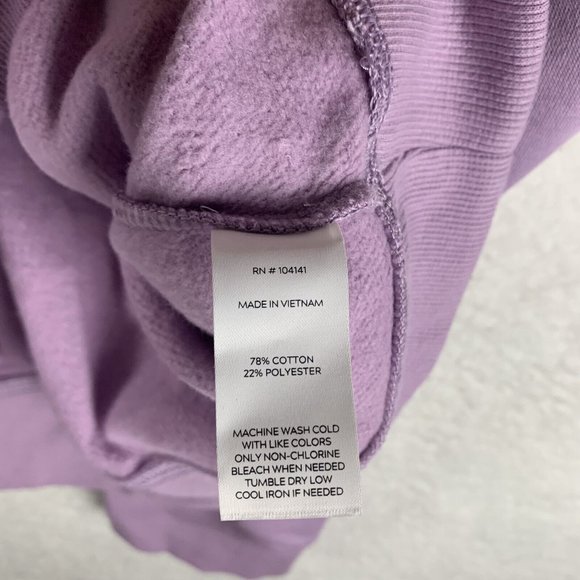 RN # 104141
MADE IN VIETNAM
78% COTTON
22% POLYESTER
MACHINE WASH COLD
WITH LIKE COLORS
ONLY NON-CHLORINE
BLEACH WHEN NEEDED
TUMBLE DRY LOW
COOL IRON IF NEEDED